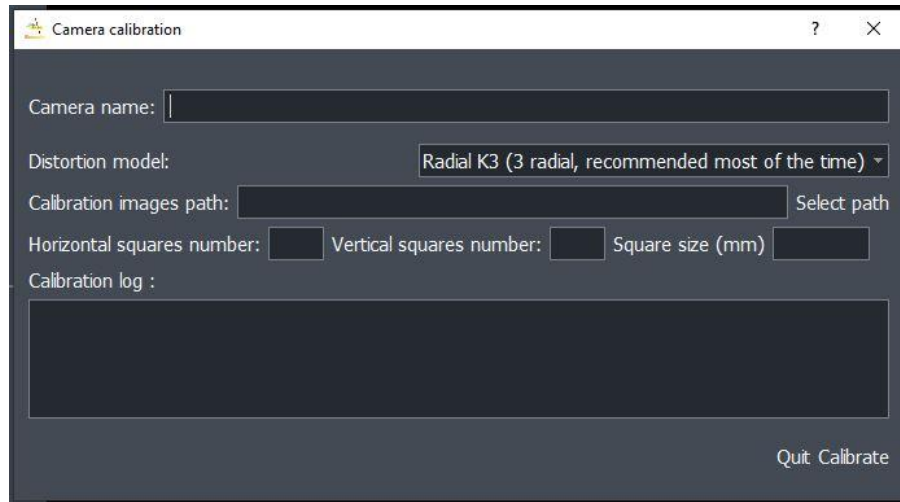 Camera calibration ?
Camera name:
Distortion model: Radial K3 (3 radial, recommended most of the time)
Calibration images path: Select path
Horizontal squares number: Vertical squares number: Square size (mm)
Calibration log :
Quit Calibrate